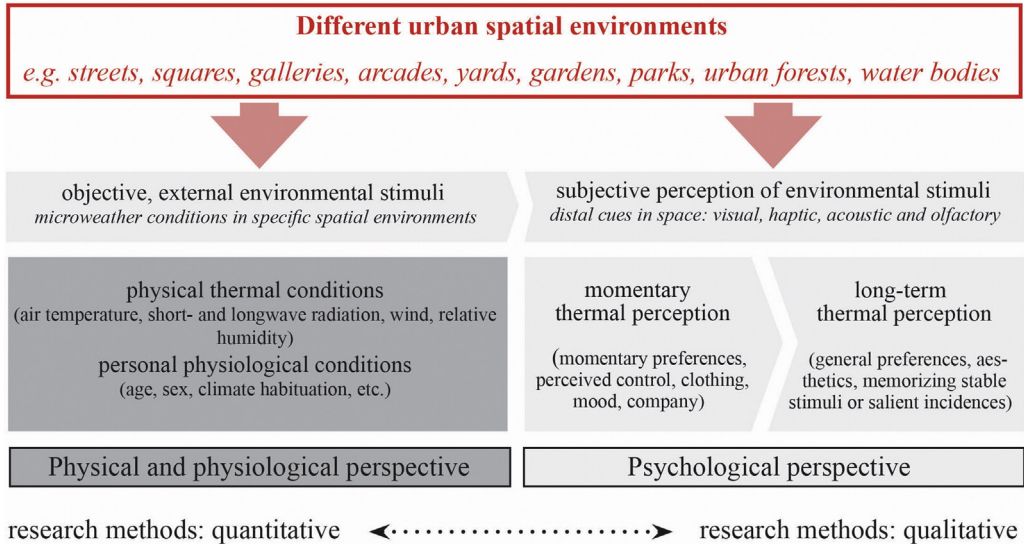 Different urban spatial environments
e.g. streets, squares, galleries, arcades, yards, gardens, parks, urban forests, water bodies
objective, external environmental stimuli
microweather conditions in specific spatial environments
subjective perception of environmental stimuli
distal cues in space: visual, haptic, acoustic and olfactory
physical thermal conditions
(air temperature, short- and longwave radiation, wind, relative
humidity)
personal physiological conditions
(age, sex, climate habituation, etc.)
momentary
thermal perception
(momentary preferences,
perceived control, clothing,
mood, company)
long-term
thermal perception
(general preferences, aes-
thetics, memorizing stable
stimuli or salient incidences)
Physical and physiological perspective
Psychological perspective
research methods: quantitative
research methods: qualitative